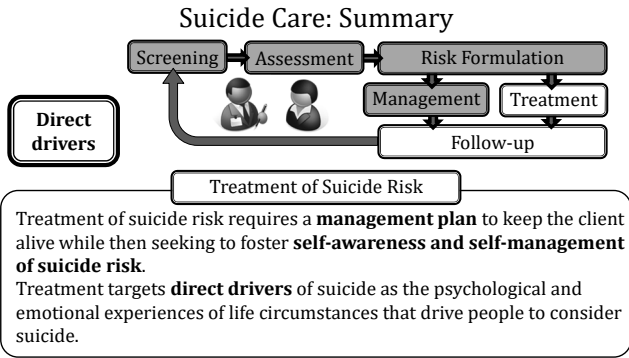 Suicide Care: Summary
Screening
Assessment
Risk Formulation
Management
Treatment
Follow-up
Direct
drivers
Treatment of Suicide Risk
Treatment of suicide risk requires a management plan to keep the client
alive while then seeking to foster self-awareness and self-management
of suicide risk.
Treatment targets direct drivers of suicide as the psychological and
emotional experiences of life circumstances that drive people to consider
suicide.